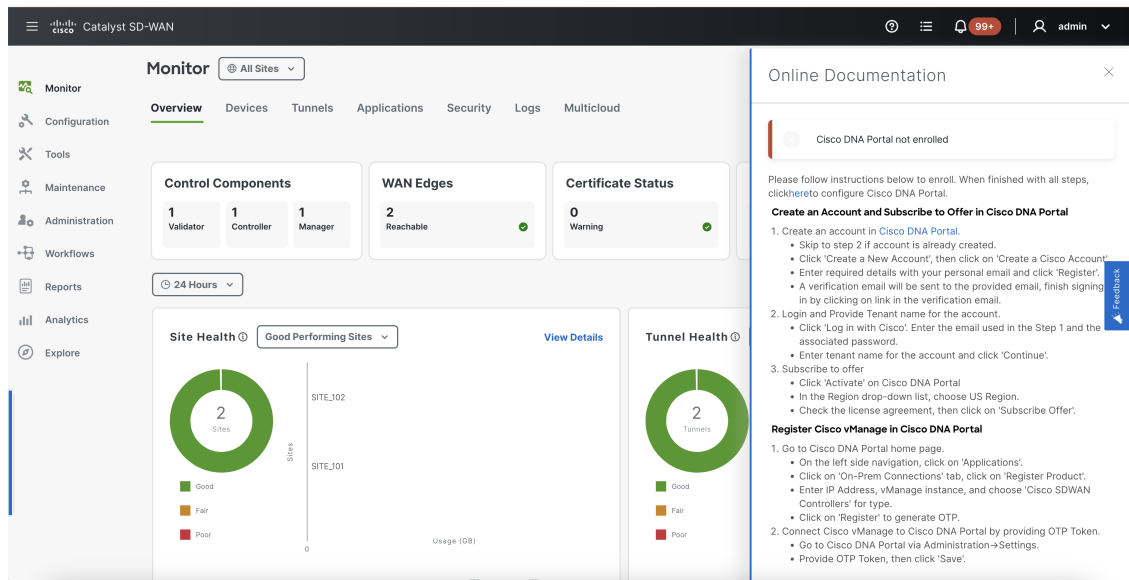 cisco Catalyst SD-WAN
99+
admin
Monitor
Configuration
Tools
Maintenance
Administration
Workflows
Reports
Analytics
Explore
Monitor All Sites
Overview Devices Tunnels Applications Security Logs Multicloud
Control Components
1 1 1
Validator Controller Manager
WAN Edges
2
Reachable
Certificate Status
0
Warning
24 Hours
Site Health Good Performing Sites View Details
2
Sites
Good
Fair
Poor
Sites
SITE_102
SITE_101
0
Usage (GB)
Tunnel Health
2
Tunnels
Good
Fair
Poor
Online Documentation
Cisco DNA Portal not enrolled
Please follow instructions below to enroll. When finished with all steps,
clickhereto configure Cisco DNA Portal.
Create an Account and Subscribe to Offer in Cisco DNA Portal
1. Create an account in Cisco DNA Portal.
• Skip to step 2 if account is already created.
• Click 'Create a New Account', then click on 'Create a Cisco Account'
• Enter required details with your personal email and click 'Register'.
• A verification email will be sent to the provided email, finish signing
in by clicking on link in the verification email.
2. Login and Provide Tenant name for the account.
• Click 'Log in with Cisco'. Enter the email used in the Step 1 and the
associated password.
• Enter tenant name for the account and click 'Continue'.
3. Subscribe to offer
• Click 'Activate' on Cisco DNA Portal
• In the Region drop-down list, choose US Region.
• Check the license agreement, then click on 'Subscribe Offer'.
Register Cisco vManage in Cisco DNA Portal
1. Go to Cisco DNA Portal home page.
• On the left side navigation, click on 'Applications'.
• Click on 'On-Prem Connections' tab, click on 'Register Product'.
• Enter IP Address, vManage instance, and choose 'Cisco SDWAN
Controllers' for type.
• Click on 'Register' to generate OTP.
2. Connect Cisco vManage to Cisco DNA Portal by providing OTP Token.
• Go to Cisco DNA Portal via Administration→Settings.
• Provide OTP Token, then click 'Save'.
Feedback